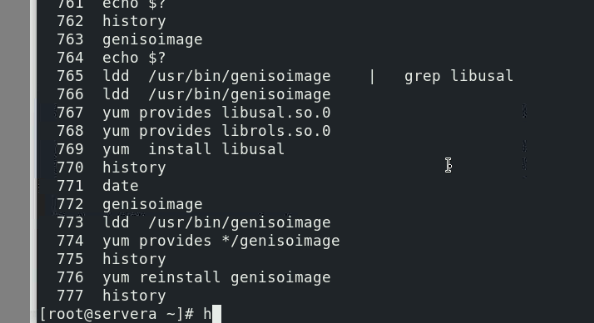 761 echo $?
762 history
763 genisoimage
764 echo $?
765 ldd /usr/bin/genisoimage | grep libusal
766 ldd /usr/bin/genisoimage
767 yum provides libusal.so.0
768 yum provides librols.so.0
769 yum install libusal
770 history
771 date
772 genisoimage
773 ldd /usr/bin/genisoimage
774 yum provides */genisoimage
775 history
776 yum reinstall genisoimage
777 history
[root@servera ~]# h